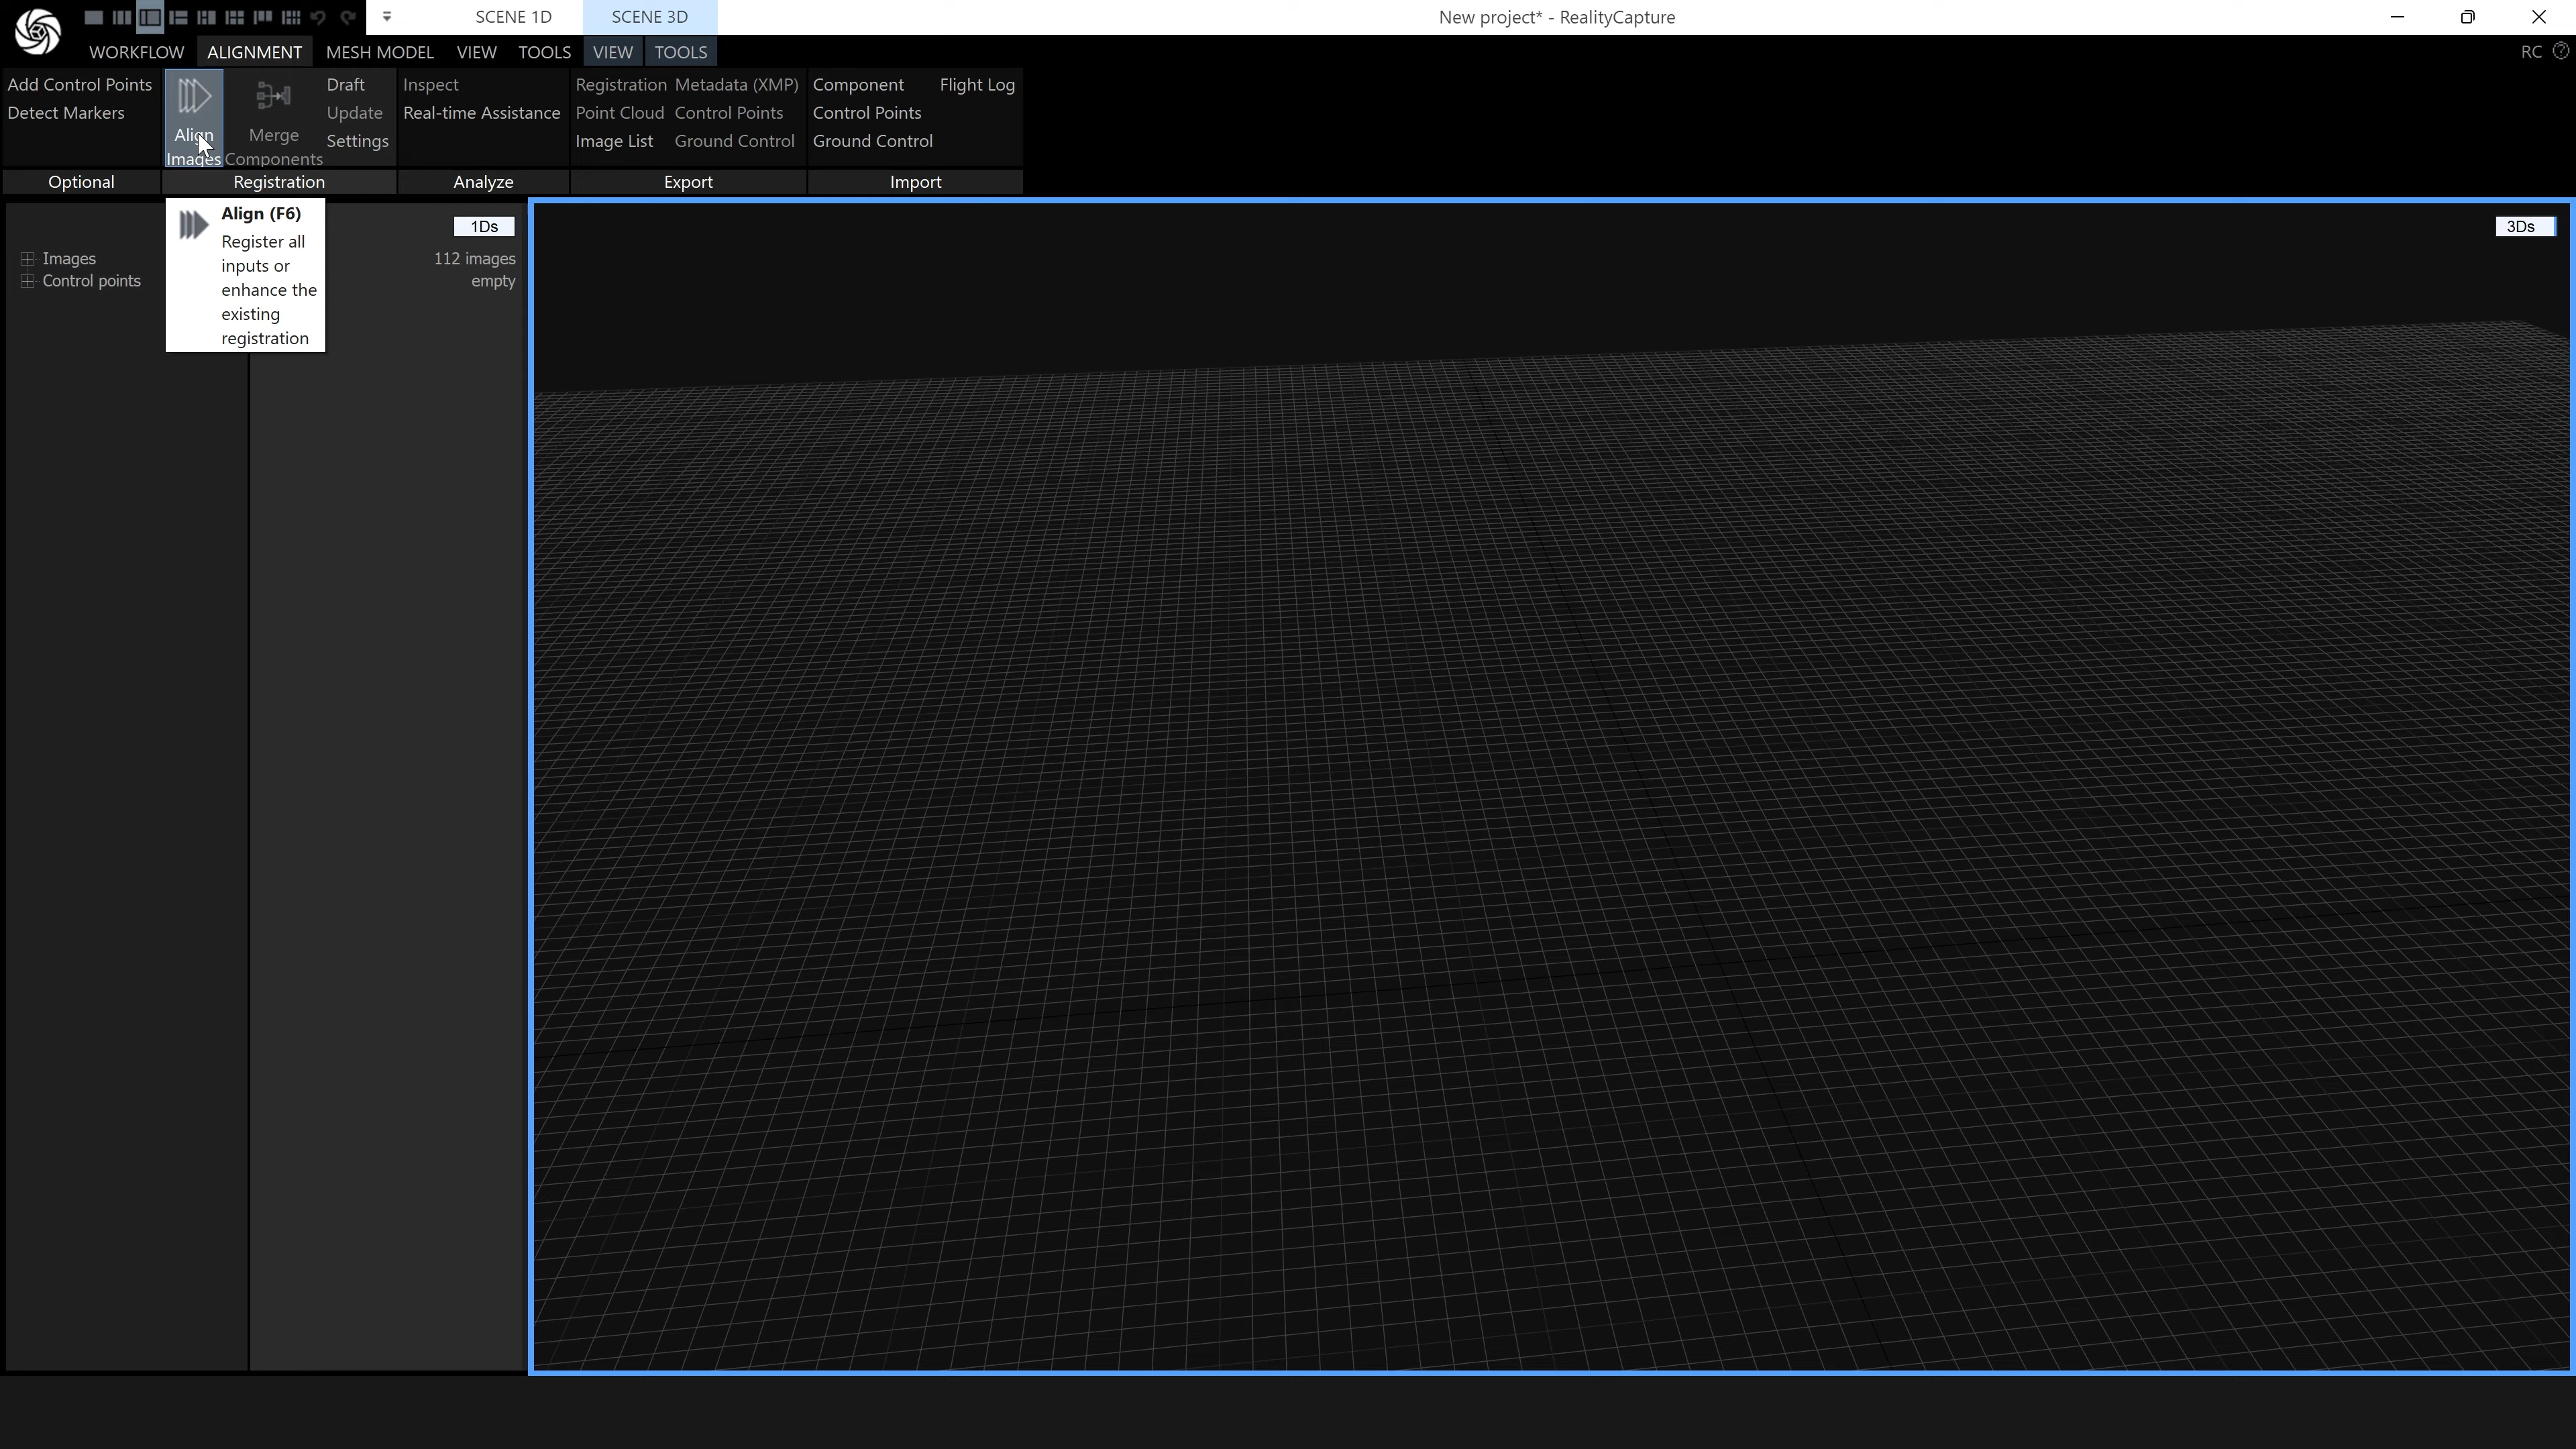 SCENE 1D SCENE 3D New project* - RealityCapture
WORKFLOW ALIGNMENT MESH MODEL VIEW TOOLS VIEW TOOLS RC
Add Control Points
Detect Markers
Optional
Align
Images
Merge
Components
Draft
Update
Settings
Registration
Inspect
Real-time Assistance
Analyze
Registration Metadata (XMP)
Point Cloud Control Points
Image List Ground Control
Export
Component Flight Log
Control Points
Ground Control
Import
Align (F6)
Register all
inputs or
enhance the
existing
registration
1Ds
Images 112 images
Control points empty
3Ds